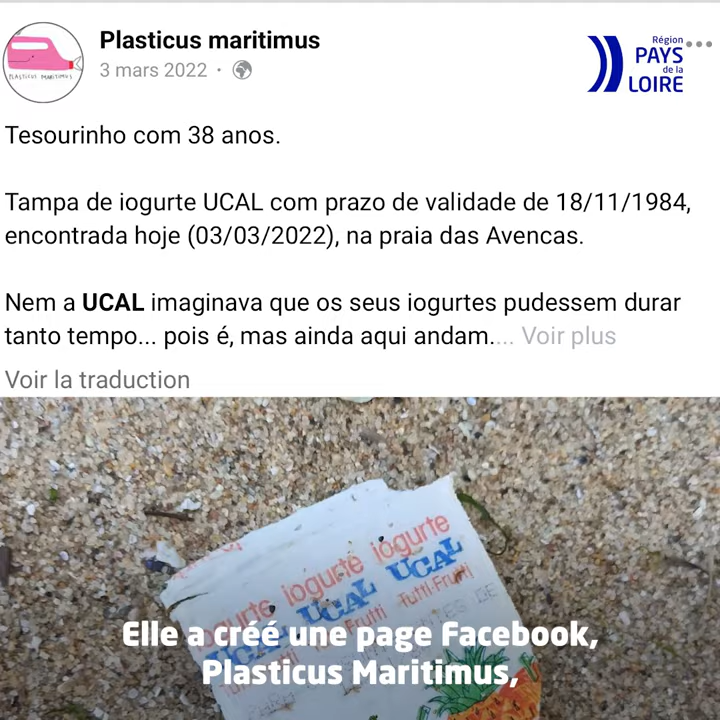 Plasticus maritimus
3 mars 2022
Région
PAYS
de la
LOIRE
PLASTICUS MARITIMUS
Tesourinho com 38 anos.
Tampa de iogurte UCAL com prazo de validade de 18/11/1984,
encontrada hoje (03/03/2022), na praia das Avencas.
Nem a UCAL imaginava que os seus iogurtes pudessem durar
tanto tempo... pois é, mas ainda aqui andam.... Voir plus
Voir la traduction
iogurte iogurte
UCAL UCAL
Tutti-Frutti
Elle a créé une page Facebook,
Plasticus Maritimus,